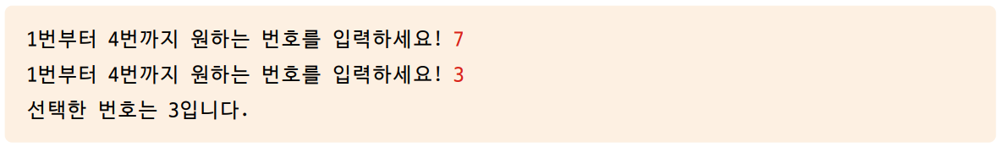 1번부터 4번까지 원하는 번호를 입력하세요! 7
1번부터 4번까지 원하는 번호를 입력하세요! 3
선택한 번호는 3입니다.